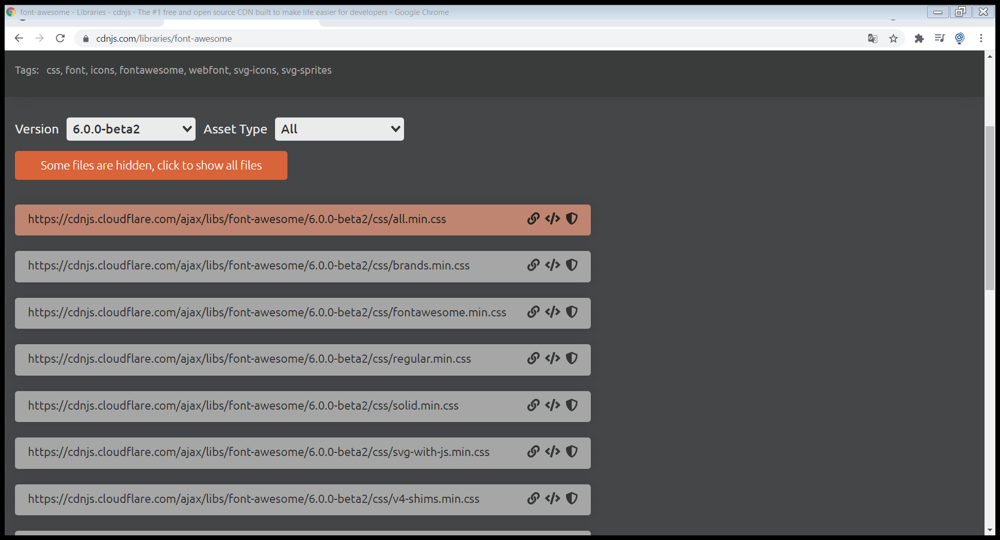 font-awesome - Libraries - cdnjs - The #1 free and open source CDN built to make life easier for developers - Google Chrome
cdnjs.com/libraries/font-awesome
Tags: css, font, icons, fontawesome, webfont, svg-icons, svg-sprites
Version 6.0.0-beta2 Asset Type All
Some files are hidden, click to show all files
https://cdnjs.cloudflare.com/ajax/libs/font-awesome/6.0.0-beta2/css/all.min.css
https://cdnjs.cloudflare.com/ajax/libs/font-awesome/6.0.0-beta2/css/brands.min.css
https://cdnjs.cloudflare.com/ajax/libs/font-awesome/6.0.0-beta2/css/fontawesome.min.css
https://cdnjs.cloudflare.com/ajax/libs/font-awesome/6.0.0-beta2/css/regular.min.css
https://cdnjs.cloudflare.com/ajax/libs/font-awesome/6.0.0-beta2/css/solid.min.css
https://cdnjs.cloudflare.com/ajax/libs/font-awesome/6.0.0-beta2/css/svg-with-js.min.css
https://cdnjs.cloudflare.com/ajax/libs/font-awesome/6.0.0-beta2/css/v4-shims.min.css